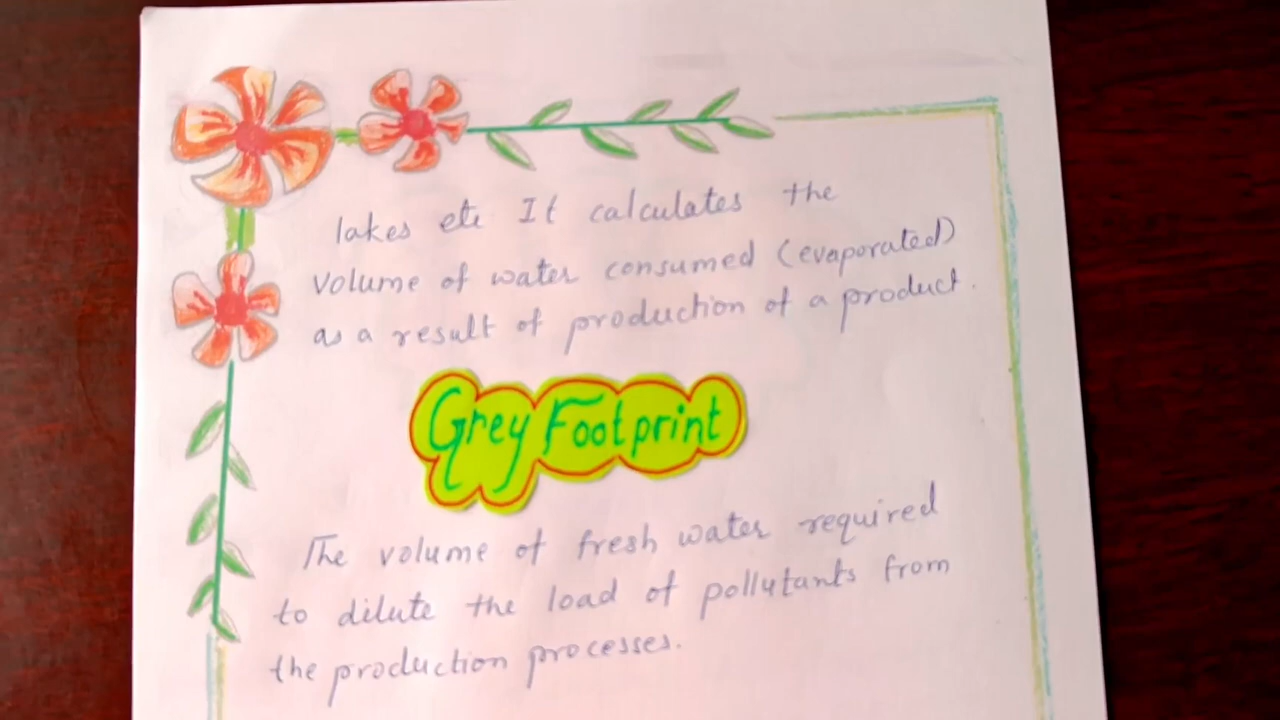 lakes etc It calculates the
volume of water consumed (evaporated)
as a result of production of a product.
Grey Footprint
The volume of fresh water required
to dilute the load of pollutants from
the production processes.